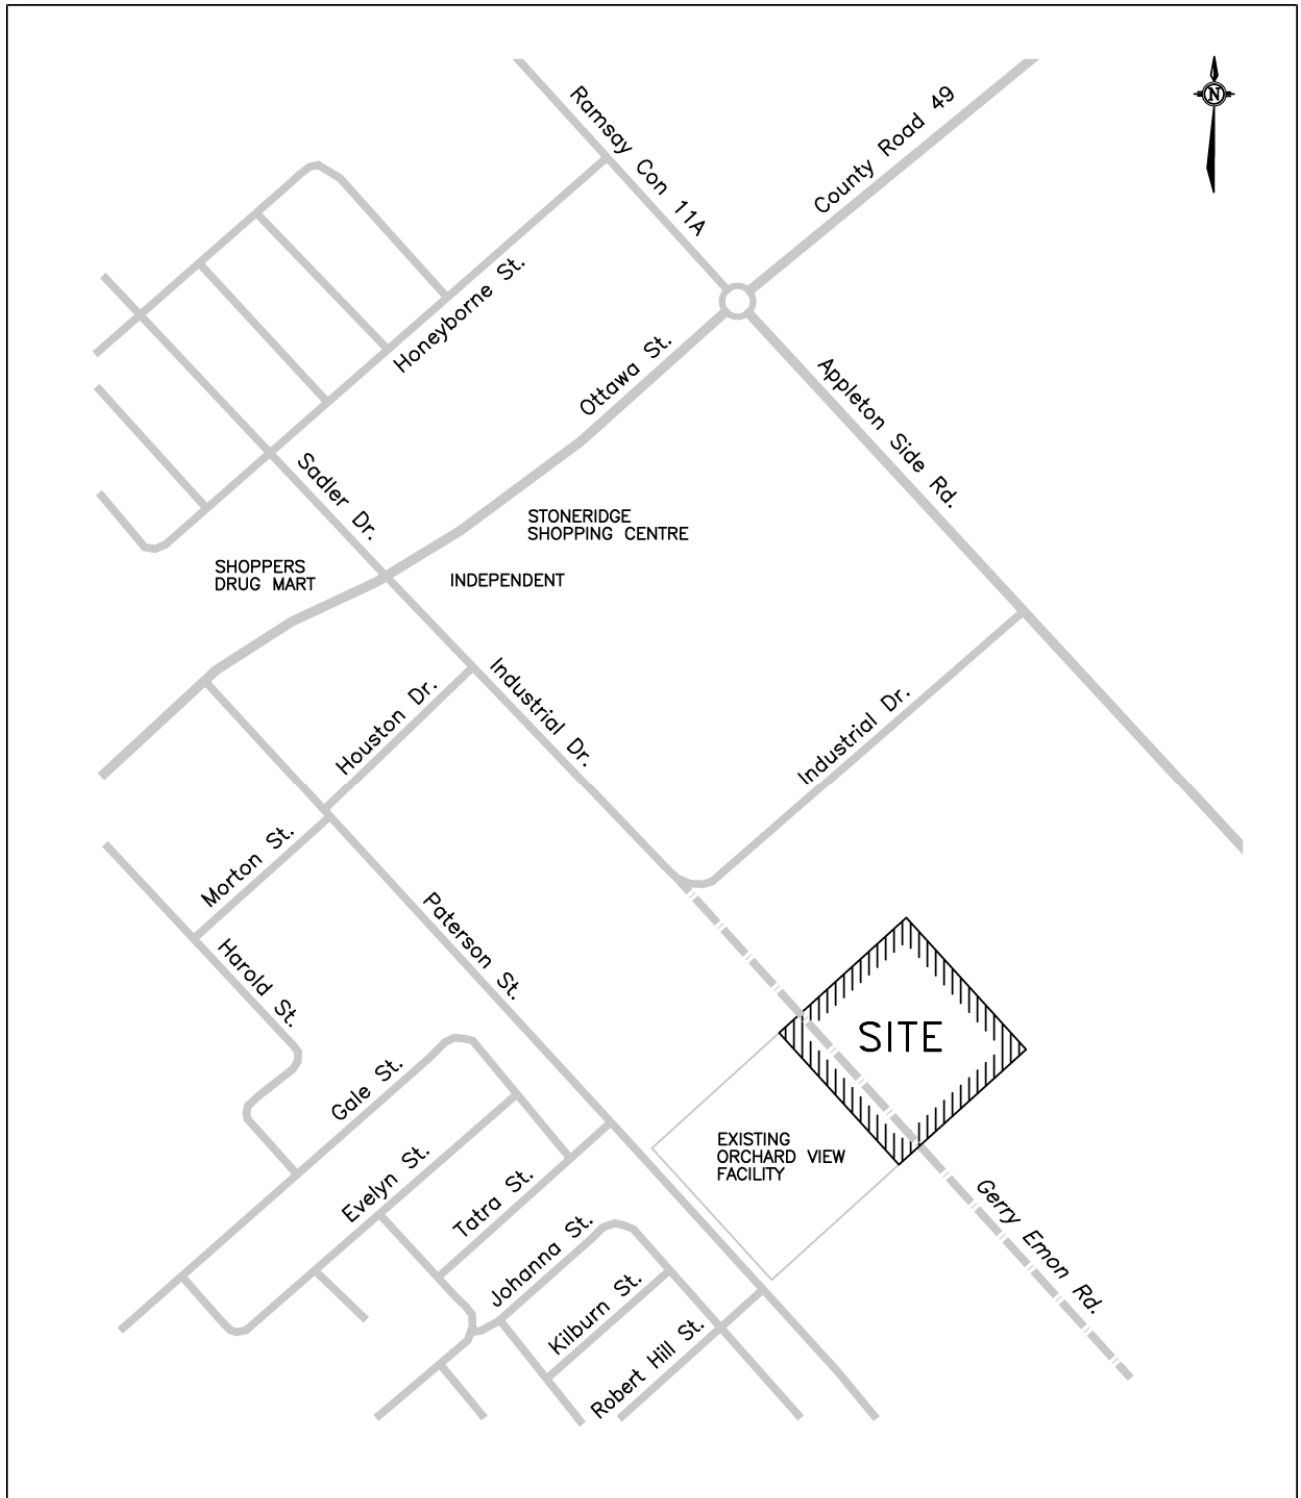 N
Ramsay Con 11A
County Road 49
Honeyborne St.
Ottawa St.
Appleton Side Rd.
Sadler Dr.
STONERIDGE
SHOPPING CENTRE
SHOPPERS
DRUG MART
INDEPENDENT
Industrial Dr.
Houston Dr.
Industrial Dr.
Morton St.
Paterson St.
Harold St.
SITE
Gale St.
EXISTING
ORCHARD VIEW
FACILITY
Evelyn St.
Tatra St.
Gerry Emon Rd.
Johanna St.
Kilburn St.
Robert Hill St.